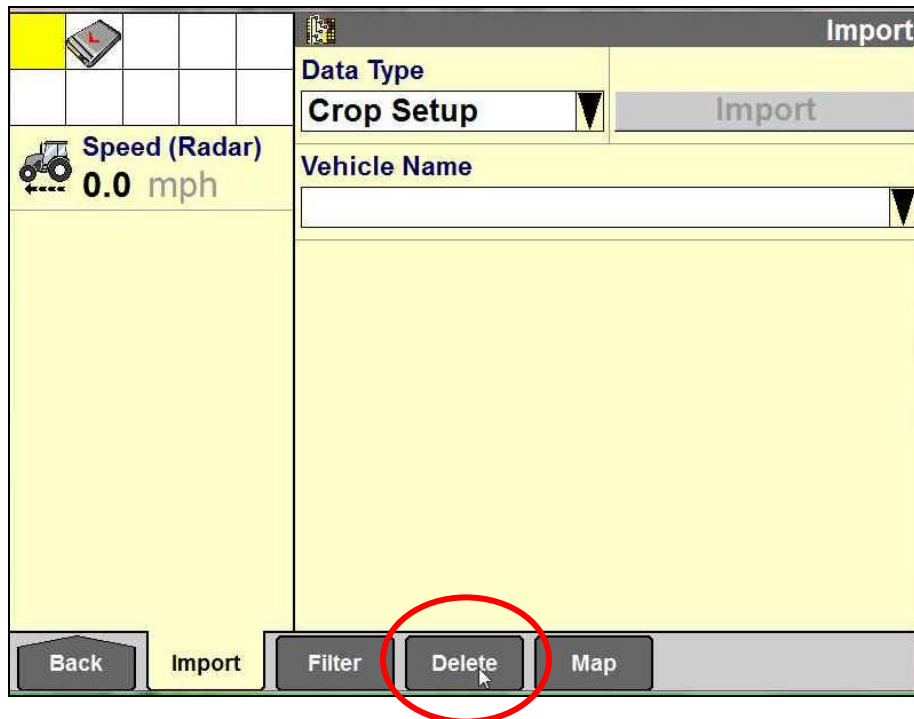 Import
Data Type
Crop Setup
Import
Speed (Radar)
0.0 mph
Vehicle Name
Back
Import
Filter
Delete
Map